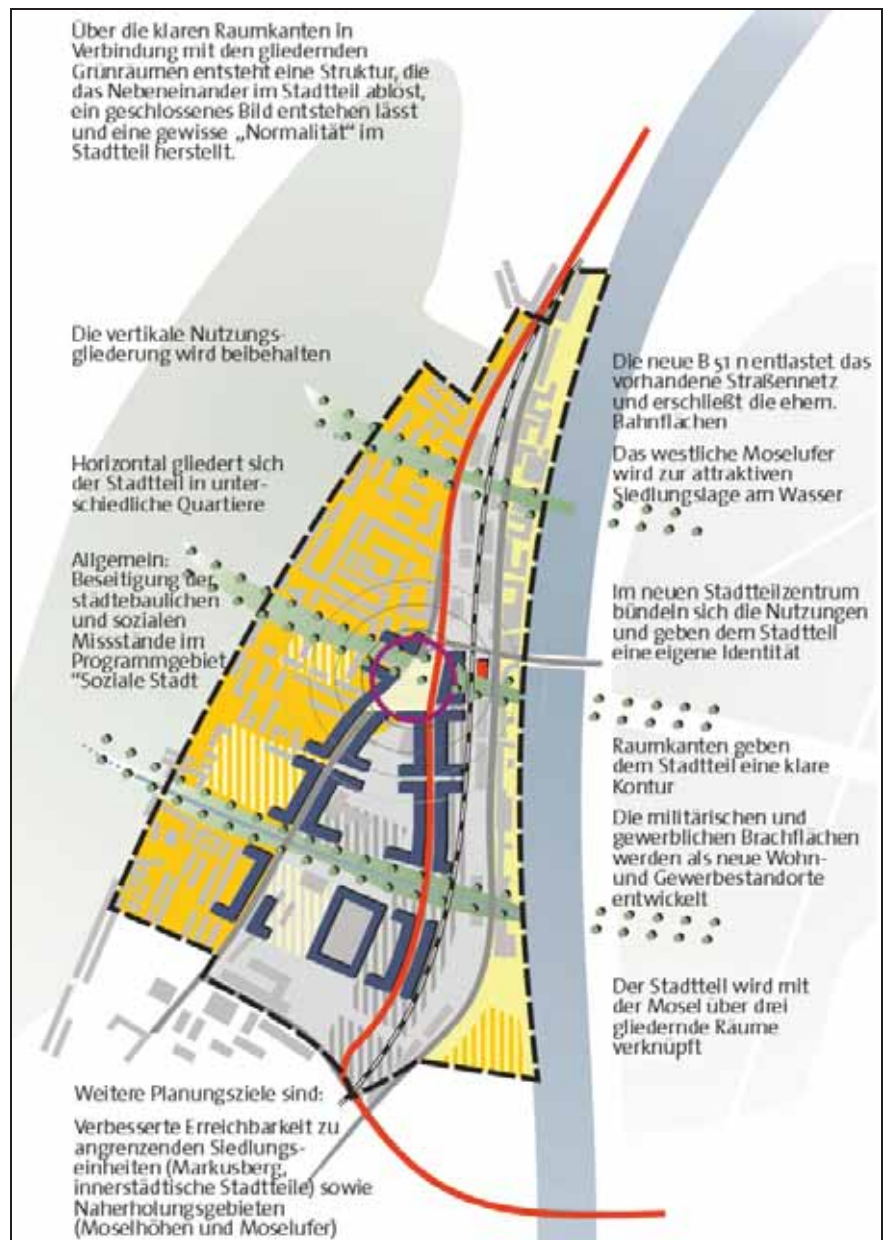 Über die klaren Raumkanten in
Verbindung mit den gliedernden
Grünräumen entsteht eine Struktur, die
das Nebeneinander im Stadtteil ablöst,
ein geschlossenes Bild entstehen lässt
und eine gewisse „Normalität“ im
Stadtteil herstellt.
Die vertikale Nutzungs-
gliederung wird beibehalten
Horizontal gliedert sich
der Stadtteil in unter-
schiedliche Quartiere
Allgemein:
Beseitigung der
städtebaulichen
und sozialen
Missstände im
Programmgebiet
"Soziale Stadt
Die neue B 51 n entlastet das
vorhandene Straßennetz
und erschließt die ehem.
Bahnflächen
Das westliche Moselufer
wird zur attraktiven
Siedlungslage am Wasser
Im neuen Stadtteilzentrum
bündeln sich die Nutzungen
und geben dem Stadtteil
eine eigene Identität
Raumkanten geben
dem Stadtteil eine klare
Kontur
Die militärischen und
gewerblichen Brachflächen
werden als neue Wohn-
und Gewerbestandorte
entwickelt
Der Stadtteil wird mit
der Mosel über drei
gliedernde Räume
verknüpft
Weitere Planungsziele sind:
Verbesserte Erreichbarkeit zu
angrenzenden Siedlungs-
einheiten (Markusberg,
innerstädtische Stadtteile) sowie
Naherholungsgebieten
(Moselhöhen und Moselufer)